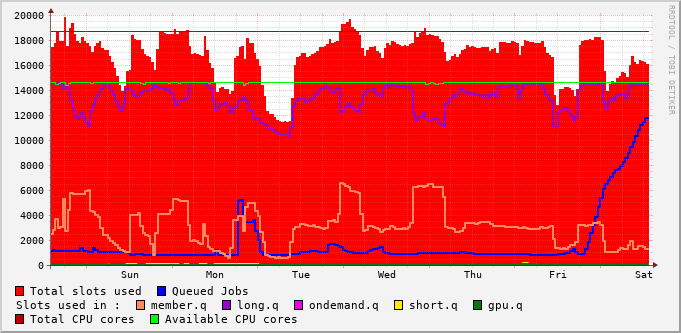 RRDTOOL / TOBI OETIKER
20000
18000
16000
14000
12000
10000
8000
6000
4000
2000
0
Sun Mon Tue Wed Thu Fri Sat
Total slots used Queued Jobs
Slots used in : member.q long.q ondemand.q short.q gpu.q
Total CPU cores Available CPU cores